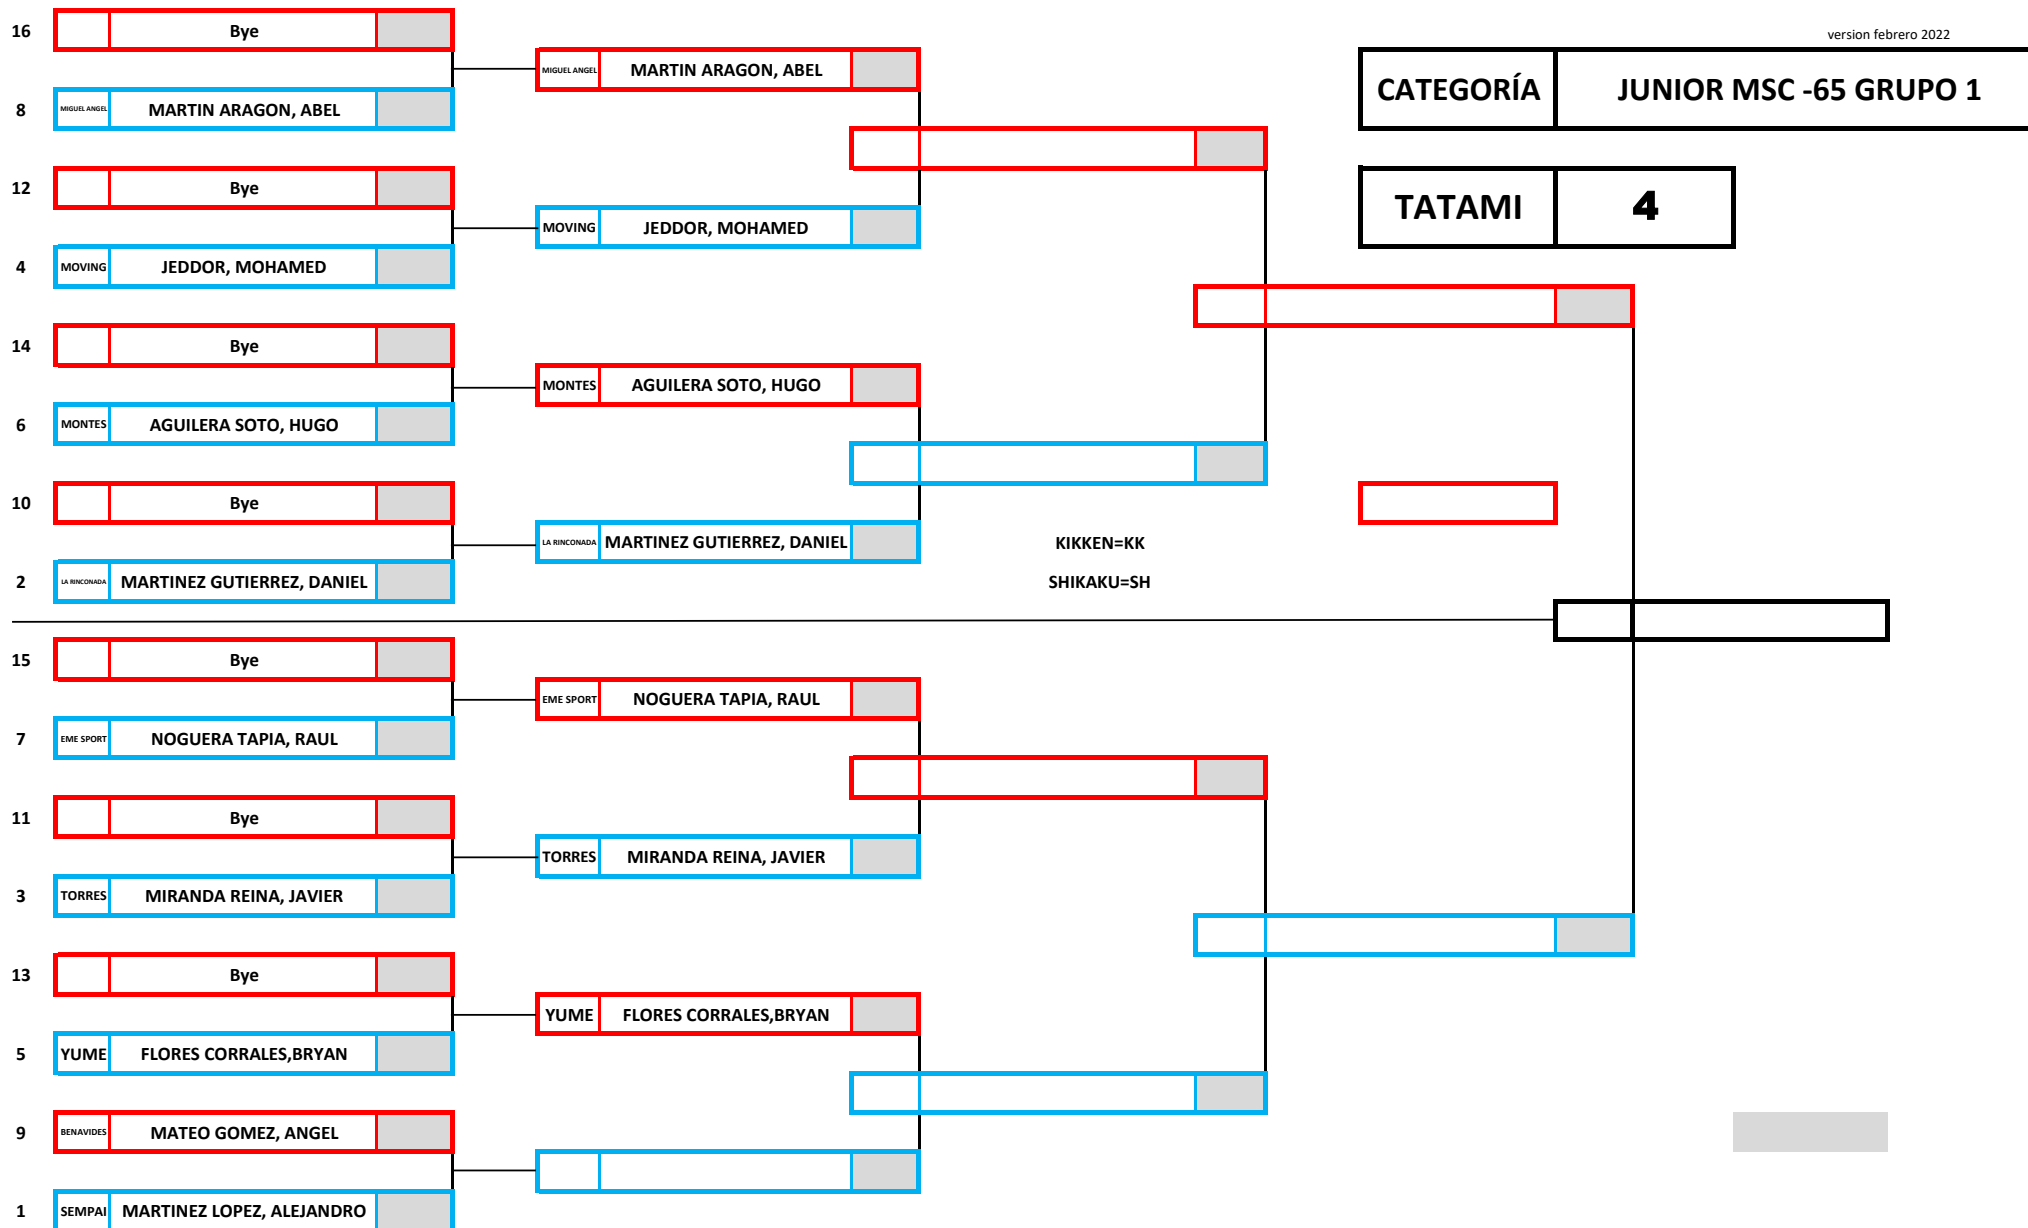 version febrero 2022
CATEGORÍA JUNIOR MSC -65 GRUPO 1
TATAMI 4
16 Bye
8 MIGUEL ANGEL MARTIN ARAGON, ABEL
MIGUEL ANGEL MARTIN ARAGON, ABEL
12 Bye
4 MOVING JEDDOR, MOHAMED
MOVING JEDDOR, MOHAMED
14 Bye
6 MONTES AGUILERA SOTO, HUGO
MONTES AGUILERA SOTO, HUGO
10 Bye
2 LA RINCONADA MARTINEZ GUTIERREZ, DANIEL
LA RINCONADA MARTINEZ GUTIERREZ, DANIEL
KIKKEN=KK
SHIKAKU=SH
15 Bye
7 EME SPORT NOGUERA TAPIA, RAUL
EME SPORT NOGUERA TAPIA, RAUL
11 Bye
3 TORRES MIRANDA REINA, JAVIER
TORRES MIRANDA REINA, JAVIER
13 Bye
5 YUME FLORES CORRALES,BRYAN
YUME FLORES CORRALES,BRYAN
9 BENAVIDES MATEO GOMEZ, ANGEL
1 SEMPAI MARTINEZ LOPEZ, ALEJANDRO